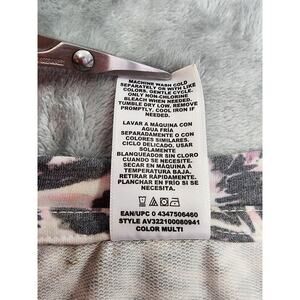 MACHINE WASH COLD
SEPARATELY OR WITH LIKE
COLORS. GENTLE CYCLE.
ONLY NON-CHLORINE
BLEACH WHEN NEEDED.
TUMBLE DRY LOW. REMOVE
PROMPTLY. COOL IRON IF
NEEDED.
LAVAR A MÁQUINA CON
AGUA FRÍA
SEPARADAMENTE O CON
COLORES SIMILARES.
CICLO DELICADO. USAR
SOLAMENTE
BLANQUEADOR SIN CLORO
CUANDO SE NECESITE.
SECAR EN MÁQUINA A
TEMPERATURA BAJA.
RETIRAR RÁPIDAMENTE.
PLANCHAR EN FRÍO SI SE
NECESITA.
EAN/UPC 0 4347506460
STYLE AV322100080941
COLOR MULTI